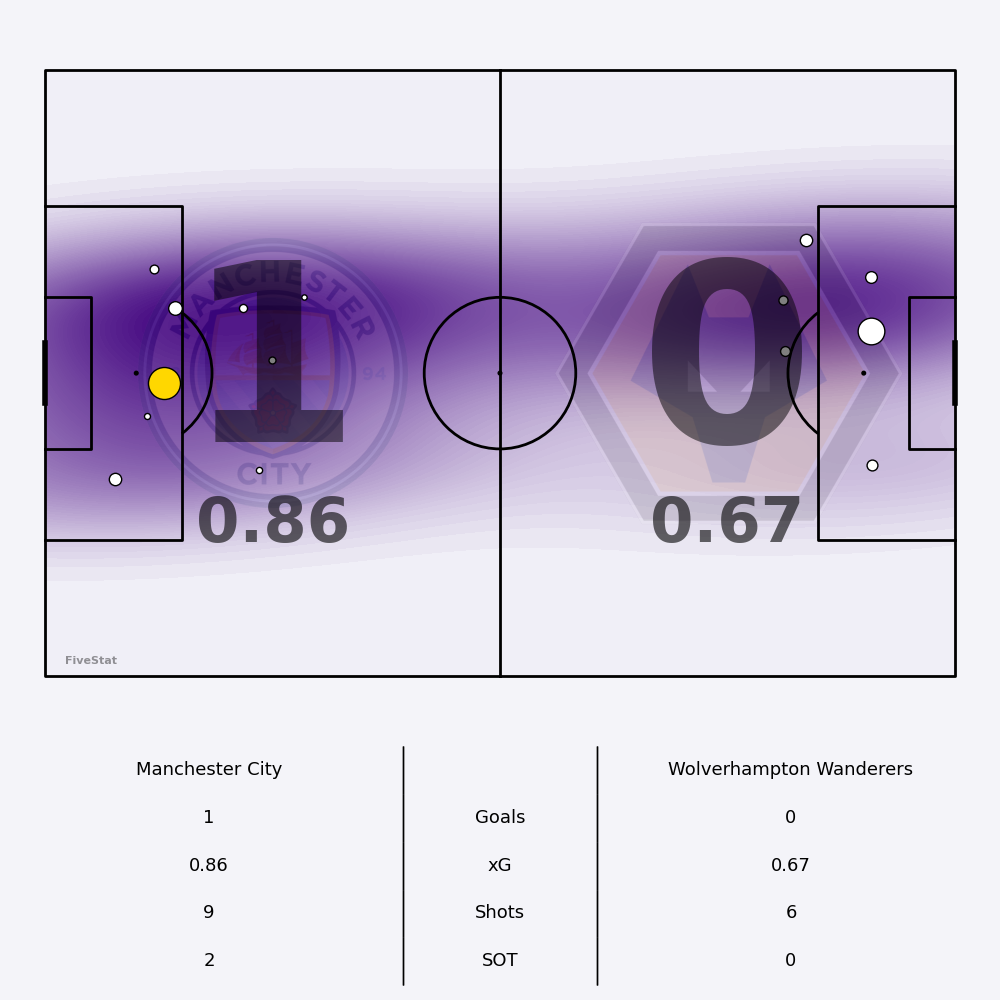 MANCHESTER
94
CITY
1
0
0.86
0.67
FiveStat
Manchester City Wolverhampton Wanderers
1 Goals 0
0.86 xG 0.67
9 Shots 6
2 SOT 0